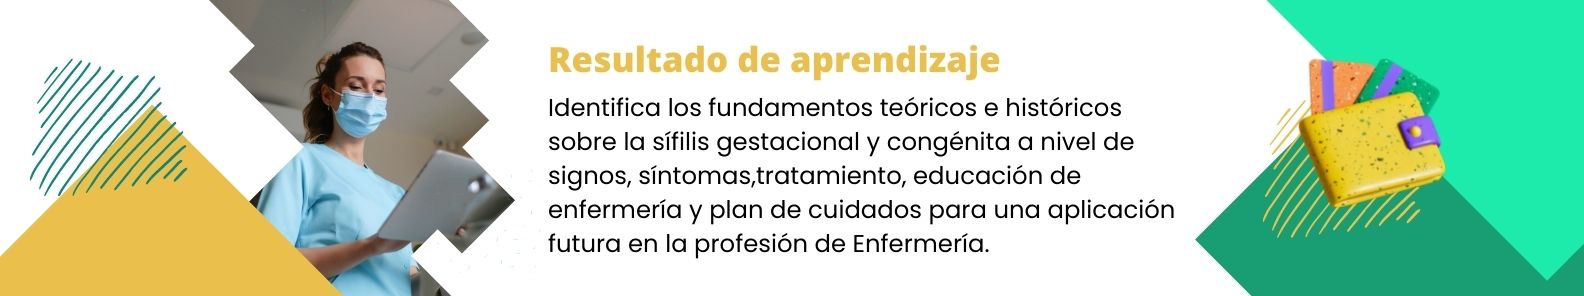 Resultado de aprendizaje
Identifica los fundamentos teóricos e históricos
sobre la sífilis gestacional y congénita a nivel de
signos, síntomas,tratamiento, educación de
enfermería y plan de cuidados para una aplicación
futura en la profesión de Enfermería.